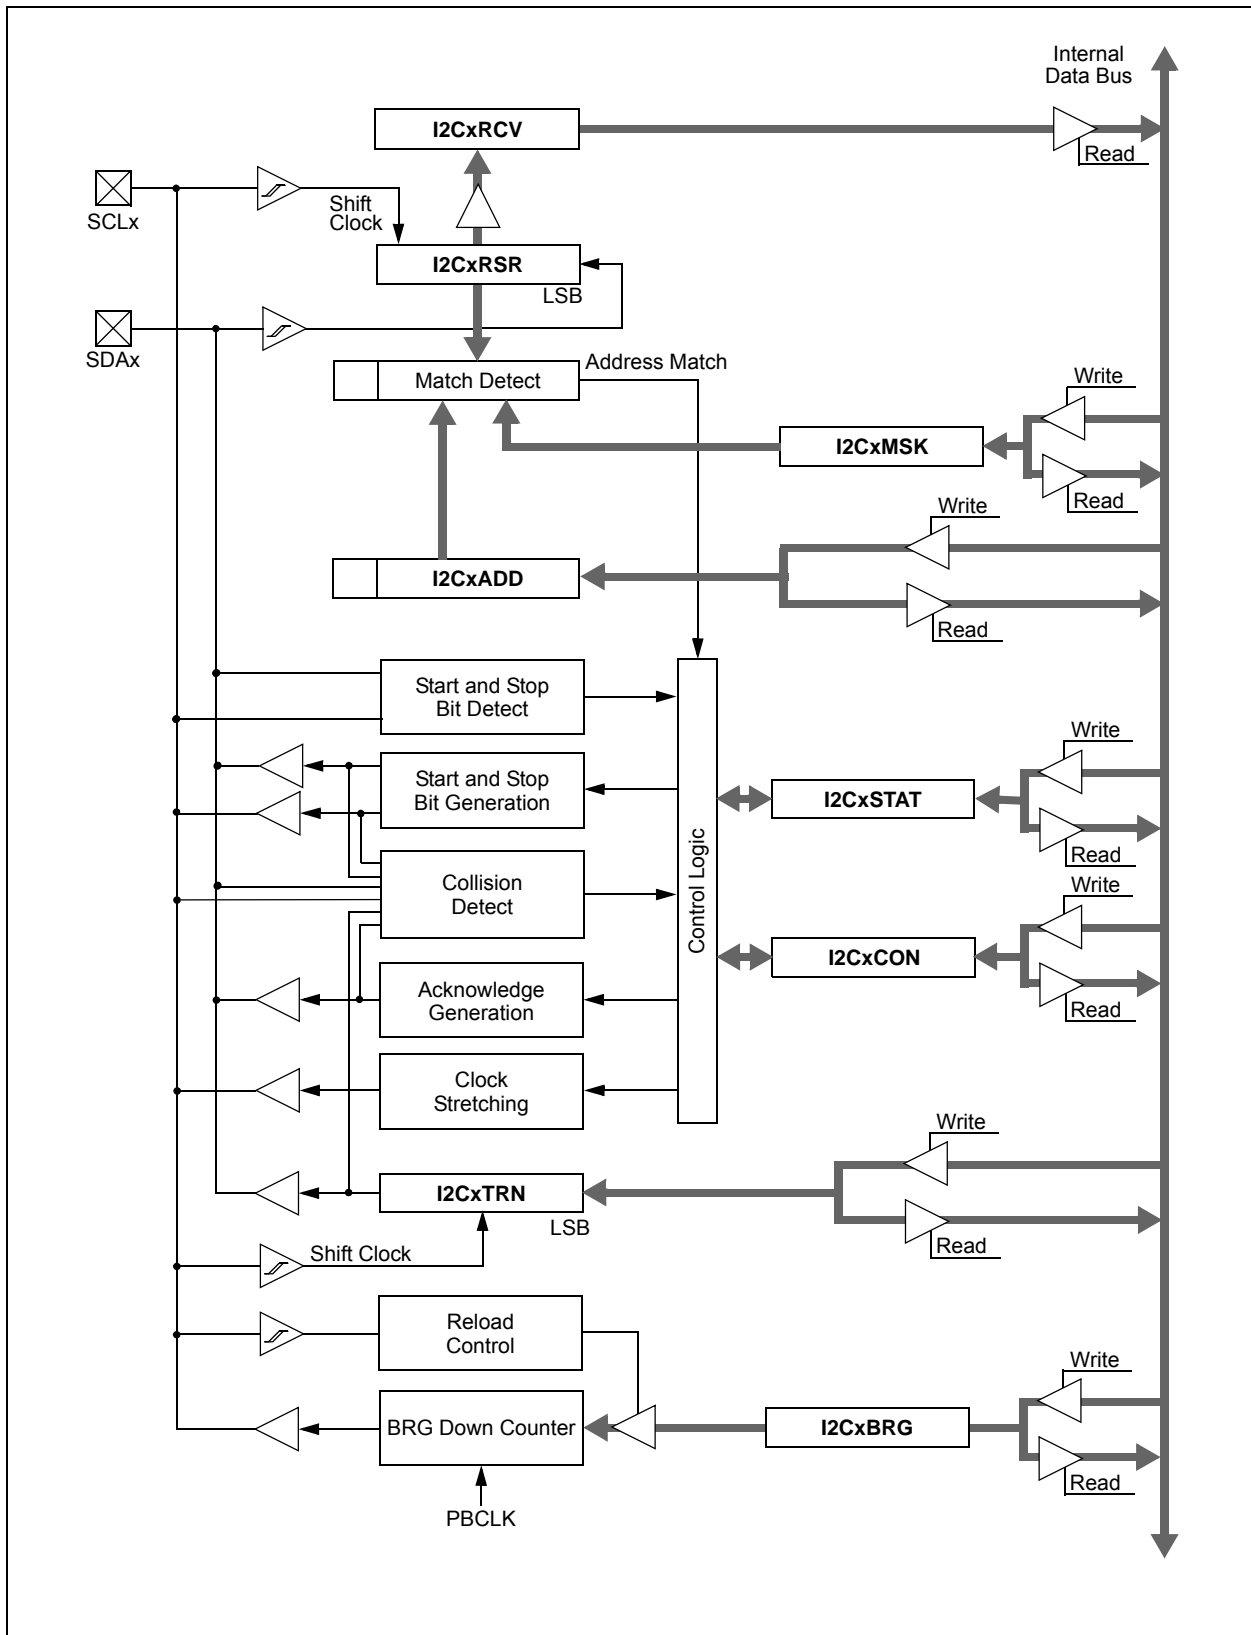 Internal
Data Bus
I2CxRCV
Read
SCLx
Shift
Clock
I2CxRSR
LSB
SDAx
Address Match
Match Detect
Write
I2CxMSK
Read
Write
I2CxADD
Read
Start and Stop
Bit Detect
Write
Start and Stop
Bit Generation
I2CxSTAT
Read
Control Logic
Collision
Detect
Write
I2CxCON
Acknowledge
Generation
Read
Clock
Stretching
Write
I2CxTRN
LSB
Read
Shift Clock
Reload
Control
Write
BRG Down Counter
I2CxBRG
Read
PBCLK